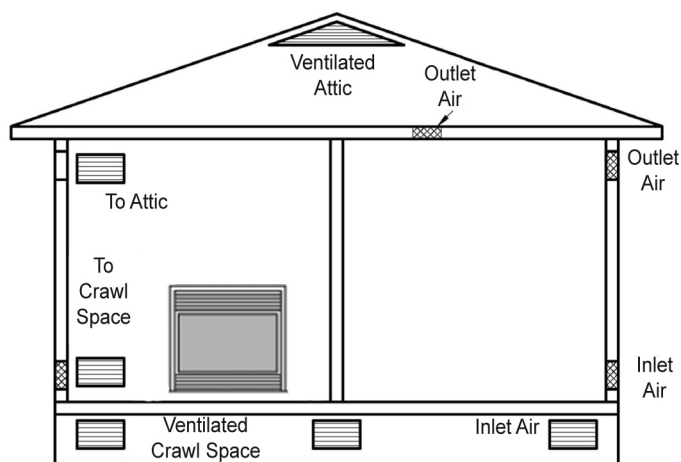 Ventilated
Attic
Outlet
Air
Outlet
Air
To Attic
To
Crawl
Space
Inlet
Air
Ventilated
Crawl Space
Inlet Air